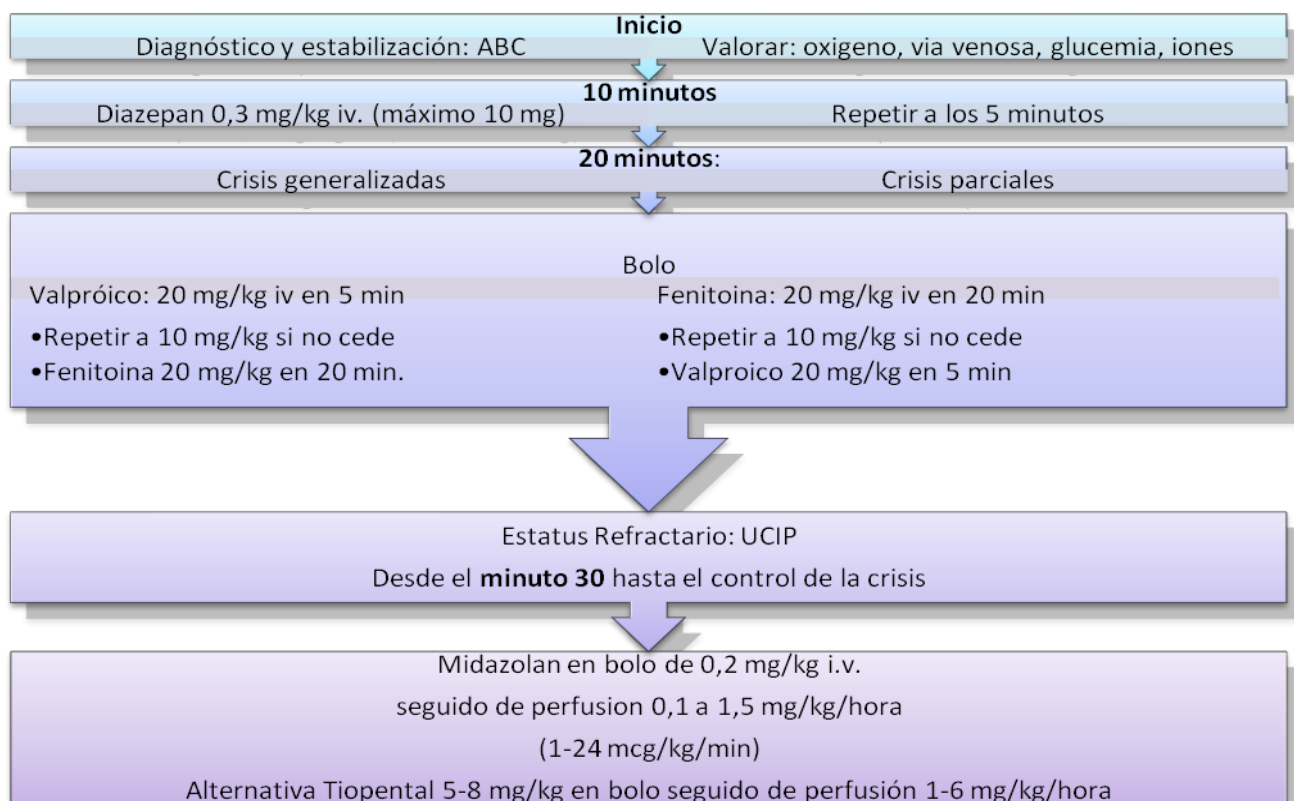 Inicio
Diagnóstico y estabilización: ABC
Valorar: oxigeno, via venosa, glucemia, iones
10 minutos
Diazepan 0,3 mg/kg iv. (máximo 10 mg)
Repetir a los 5 minutos
20 minutos:
Crisis generalizadas
Crisis parciales
Bolo
Valpróico: 20 mg/kg iv en 5 min
•Repetir a 10 mg/kg si no cede
•Fenitoina 20 mg/kg en 20 min.
Fenitoina: 20 mg/kg iv en 20 min
•Repetir a 10 mg/kg si no cede
•Valproico 20 mg/kg en 5 min
Estatus Refractario: UCIP
Desde el minuto 30 hasta el control de la crisis
Midazolan en bolo de 0,2 mg/kg i.v.
seguido de perfusion 0,1 a 1,5 mg/kg/hora
(1-24 mcg/kg/min)
Alternativa Tiopental 5-8 mg/kg en bolo seguido de perfusión 1-6 mg/kg/hora